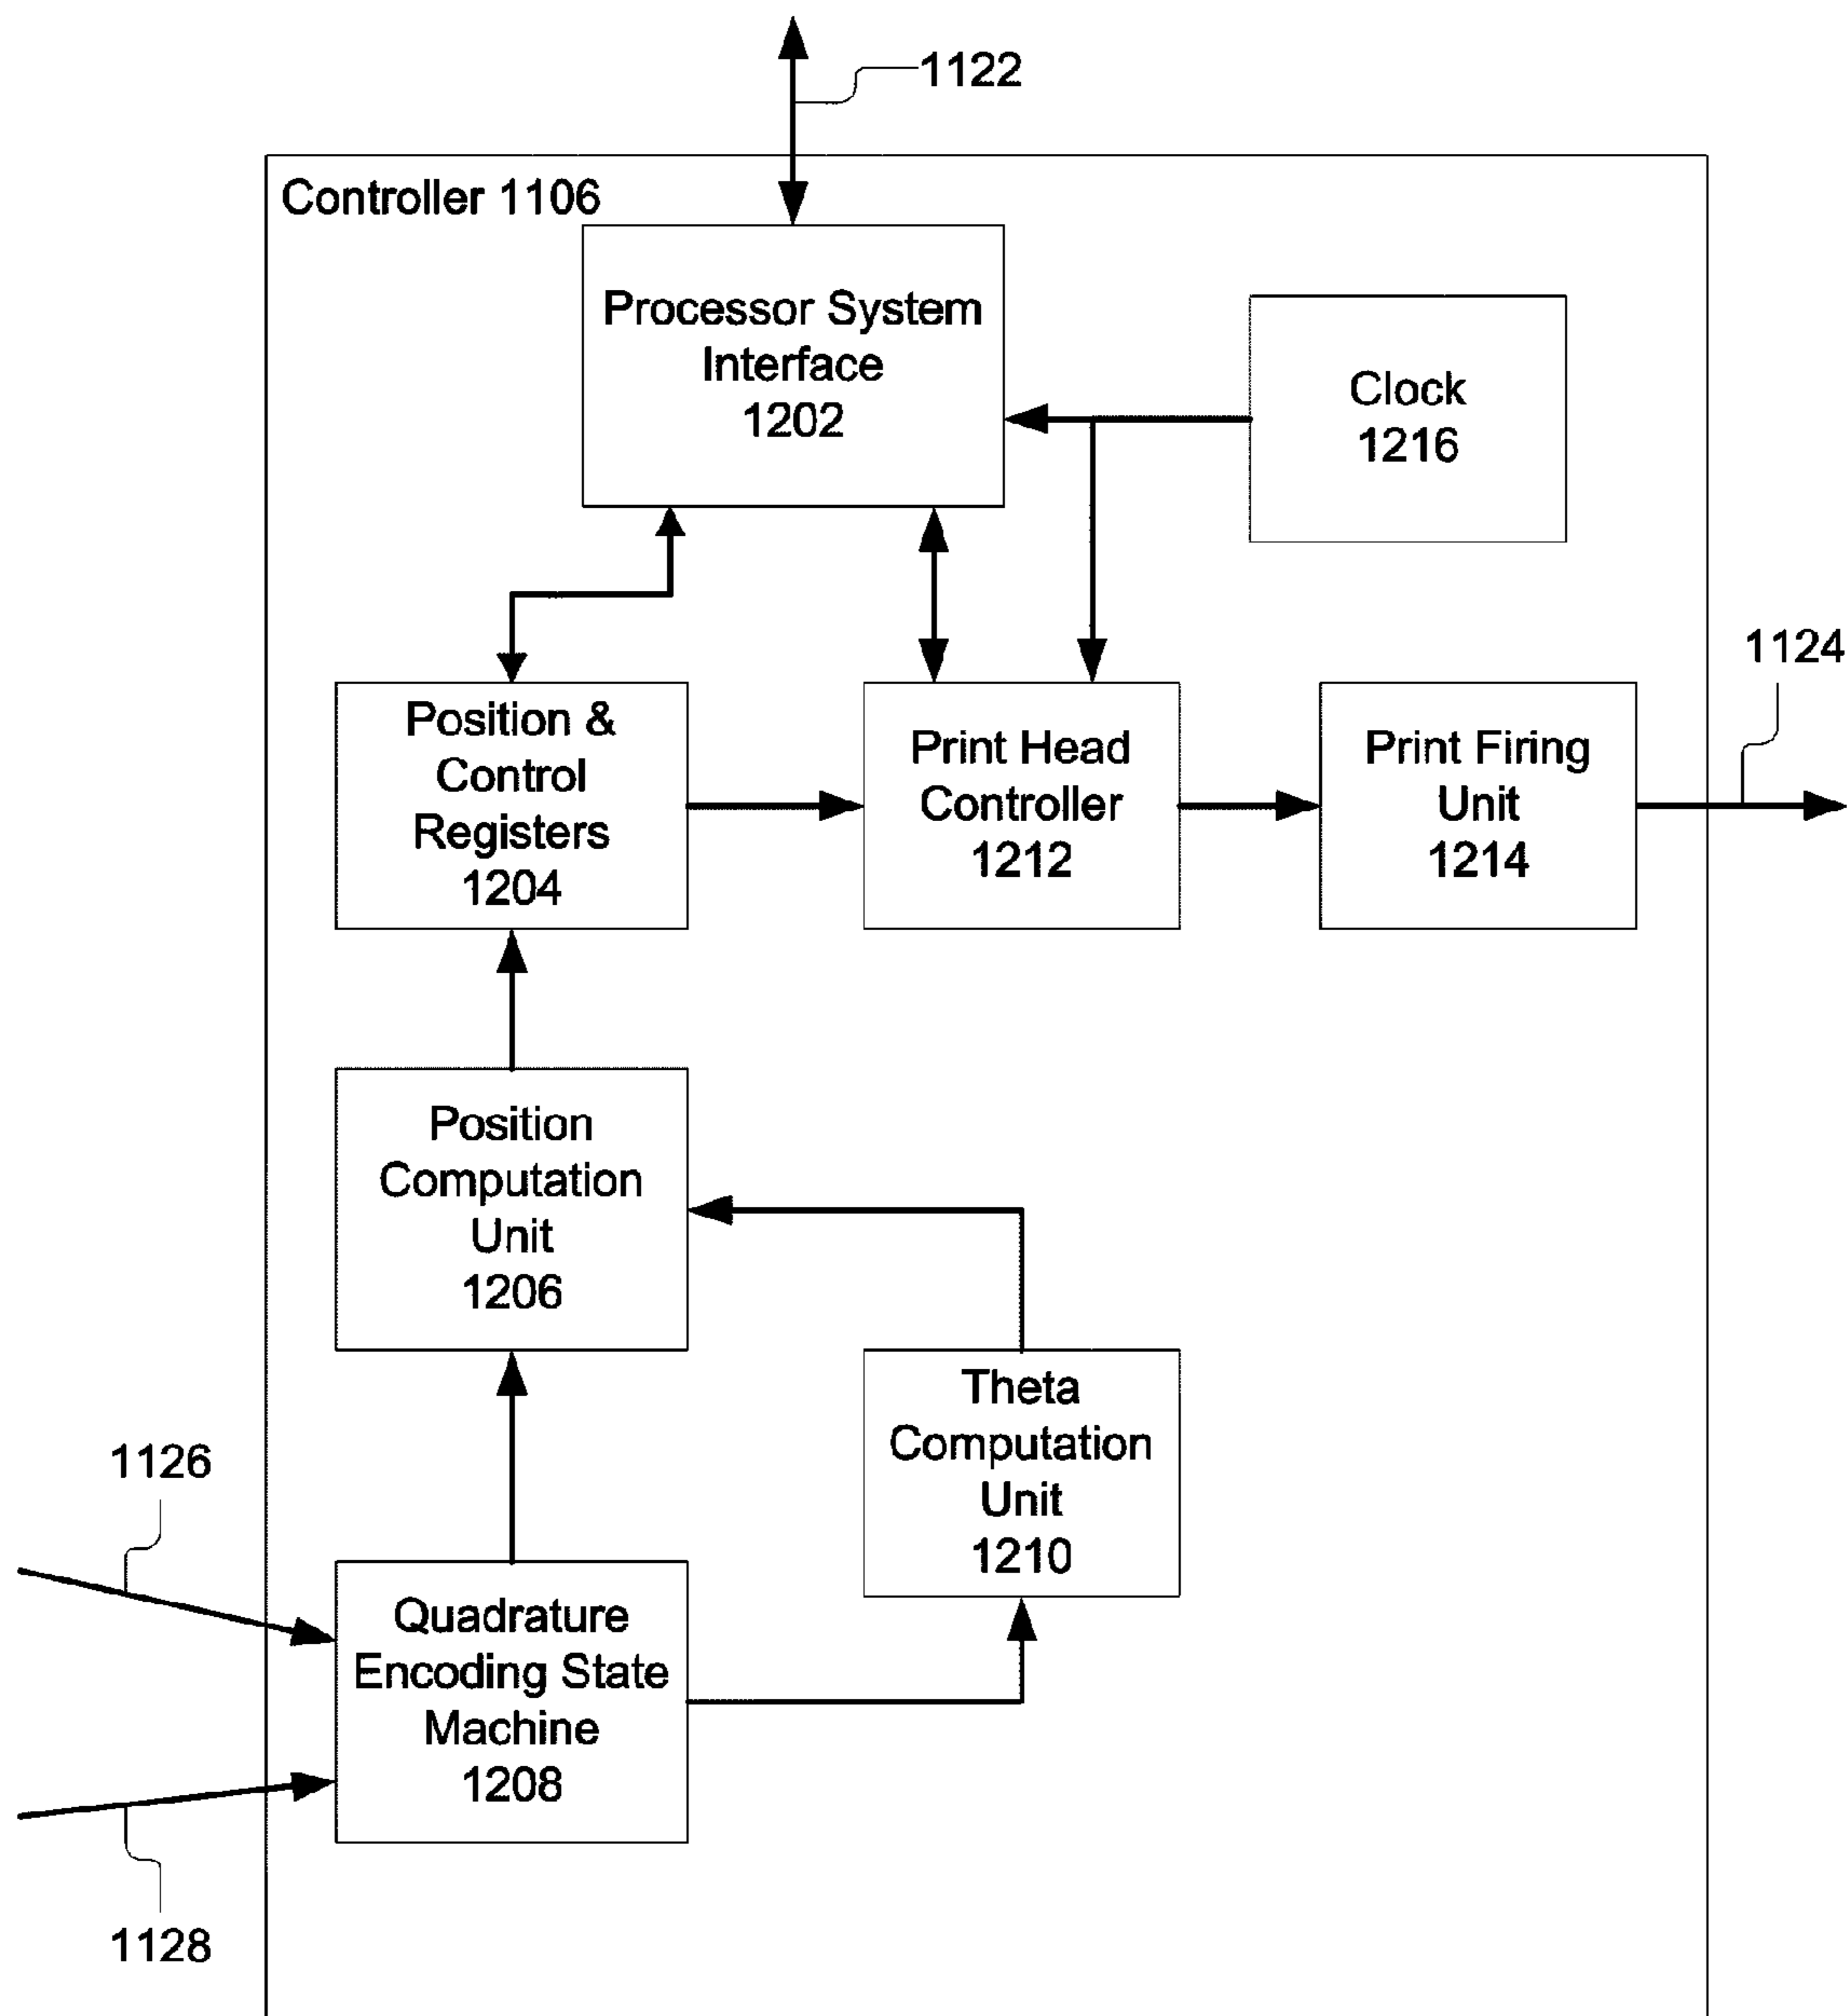 1122
Controller 1106
Processor System
Interface
1202
Clock
1216
1124
Position &
Control
Registers
1204
Print Head
Controller
1212
Print Firing
Unit
1214
Position
Computation
Unit
1206
Theta
Computation
Unit
1210
1126
Quadrature
Encoding State
Machine
1208
1128